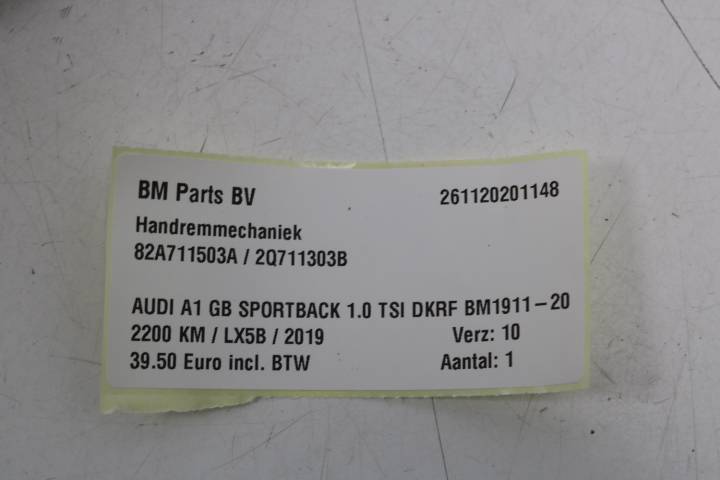 BM Parts BV 261120201148
Handremmechaniek
82A711503A / 2Q711303B
AUDI A1 GB SPORTBACK 1.0 TSI DKRF BM1911-20
2200 KM / LX5B / 2019 Verz: 10
39.50 Euro incl. BTW Aantal: 1